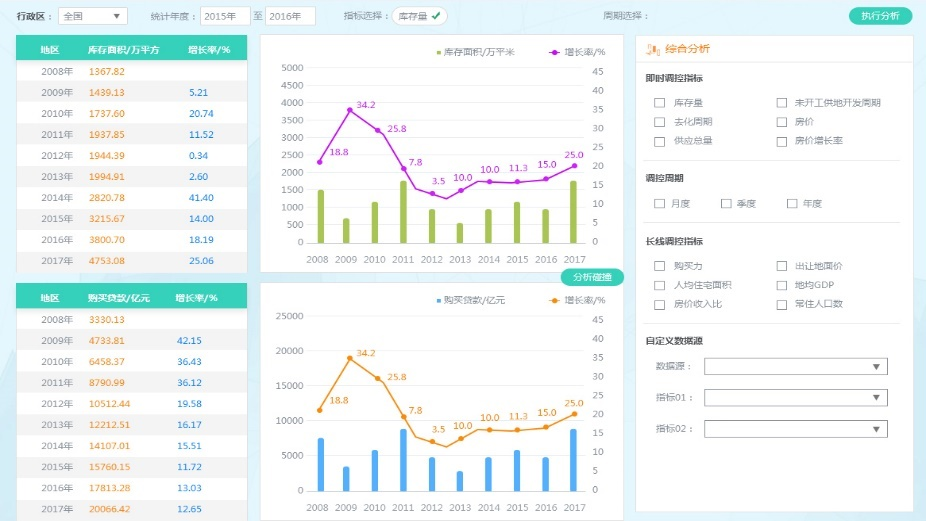 行政区： 全国 统计年度： 2015年 至 2016年 指标选择： 库存量 周期选择： 执行分析
地区 库存面积/万平方 增长率/%
2008年 1367.82
2009年 1439.13 5.21
2010年 1737.60 20.74
2011年 1937.85 11.52
2012年 1944.39 0.34
2013年 1994.91 2.60
2014年 2820.78 41.40
2015年 3215.67 14.00
2016年 3800.70 18.19
2017年 4753.08 25.06
库存面积/万平米 增长率/%
5000 45
4500 40
4000 35
3500 30
3000 25
2500 20
2000 15
1500 10
1000 5
500 0
0
34.2
25.8
18.8
7.8
3.5
10.0
10.0
11.3
15.0
25.0
2008 2009 2010 2011 2012 2013 2014 2015 2016 2017
分析碰撞
地区 购买贷款/亿元 增长率/%
2008年 3330.13
2009年 4733.81 42.15
2010年 6458.37 36.43
2011年 8790.99 36.12
2012年 10512.44 19.58
2013年 12212.51 16.17
2014年 14107.01 15.51
2015年 15760.15 11.72
2016年 17813.28 13.03
2017年 20066.42 12.65
购买贷款/亿元 增长率/%
25000 45
20000 40
15000 35
10000 30
5000 25
0 20
15
10
5
0
34.2
25.8
18.8
7.8
3.5
10.0
10.0
11.3
15.0
25.0
2008 2009 2010 2011 2012 2013 2014 2015 2016 2017
综合分析
即时调控指标
库存量 未开工供地开发周期
去化周期 房价
供应总量 房价增长率
调控周期
月度 季度 年度
长线调控指标
购买力 出让地面价
人均住宅面积 地均GDP
房价收入比 常住人口数
自定义数据源
数据源：
指标01：
指标02：